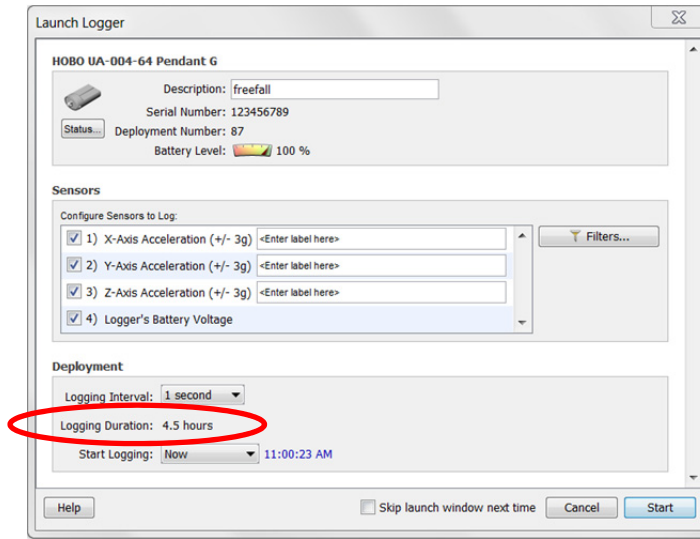 Launch Logger
HOBO UA-004-64 Pendant G
Description: freefall
Serial Number: 123456789
Status... Deployment Number: 87
Battery Level: 100 %
Sensors
Configure Sensors to Log:
1) X-Axis Acceleration (+/- 3g) <Enter label here>
Filters...
2) Y-Axis Acceleration (+/- 3g) <Enter label here>
3) Z-Axis Acceleration (+/- 3g) <Enter label here>
4) Logger's Battery Voltage
Deployment
Logging Interval: 1 second
Logging Duration: 4.5 hours
Start Logging: Now 11:00:23 AM
Help Skip launch window next time Cancel Start